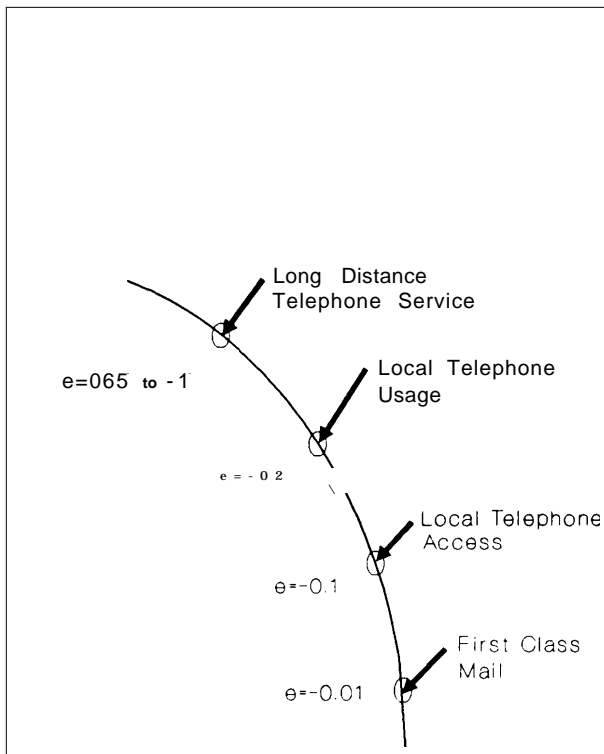 Long Distance
Telephone Service
e=065 to -1
Local Telephone
Usage
e = - 0 2
Local Telephone
Access
e=-0.1
First Class
Mail
e=-0.01